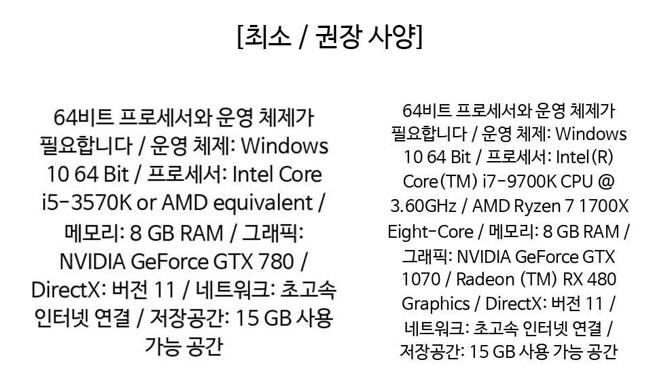 [최소 / 권장 사양]
64비트 프로세서와 운영 체제가
필요합니다 / 운영 체제: Windows
10 64 Bit / 프로세서: Intel Core
i5-3570K or AMD equivalent /
메모리: 8 GB RAM / 그래픽:
NVIDIA GeForce GTX 780 /
DirectX: 버전 11 / 네트워크: 초고속
인터넷 연결 / 저장공간: 15 GB 사용
가능 공간
64비트 프로세서와 운영 체제가
필요합니다 / 운영 체제: Windows
10 64 Bit / 프로세서: Intel(R)
Core(TM) i7-9700K CPU @
3.60GHz / AMD Ryzen 7 1700X
Eight-Core / 메모리: 8 GB RAM /
그래픽: NVIDIA GeForce GTX
1070 / Radeon (TM) RX 480
Graphics / DirectX: 버전 11 /
네트워크: 초고속 인터넷 연결 /
저장공간: 15 GB 사용 가능 공간